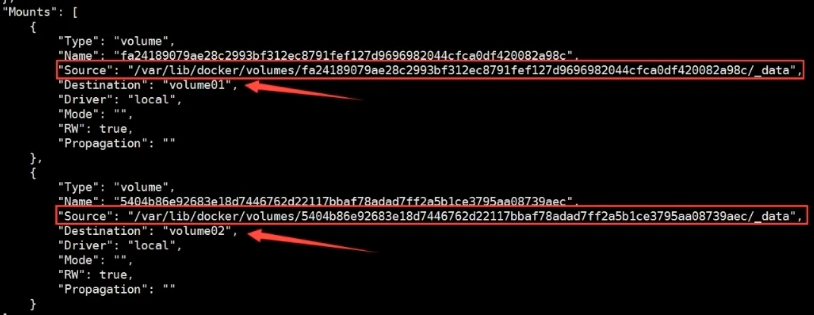 },
"Mounts": [
{
"Type": "volume",
"Name": "fa24189079ae28c2993bf312ec8791fef127d9696982044cfca0df420082a98c",
"Source": "/var/lib/docker/volumes/fa24189079ae28c2993bf312ec8791fef127d9696982044cfca0df420082a98c/_data",
"Destination": "volume01",
"Driver": "local",
"Mode": "",
"RW": true,
"Propagation": ""
},
{
"Type": "volume",
"Name": "5404b86e92683e18d7446762d22117bbaf78adad7ff2a5b1ce3795aa08739aec",
"Source": "/var/lib/docker/volumes/5404b86e92683e18d7446762d22117bbaf78adad7ff2a5b1ce3795aa08739aec/_data",
"Destination": "volume02",
"Driver": "local",
"Mode": "",
"RW": true,
"Propagation": ""
}